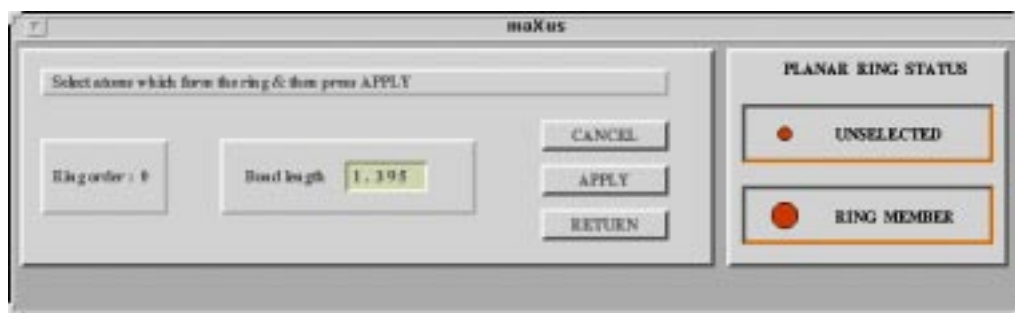 maXus
Select atoms which form the ring & then press APPLY
PLANAR RING STATUS
CANCEL
UNSELECTED
Ring order : 0
Bond length 1.395
APPLY
RETURN
RING MEMBER